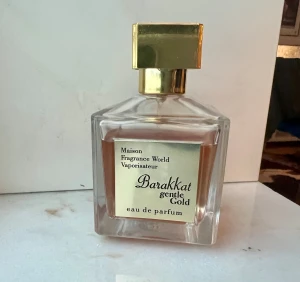 Maison
Fragrance World
Vaporisateur
Barakkat
gentle
Gold
eau de parfum